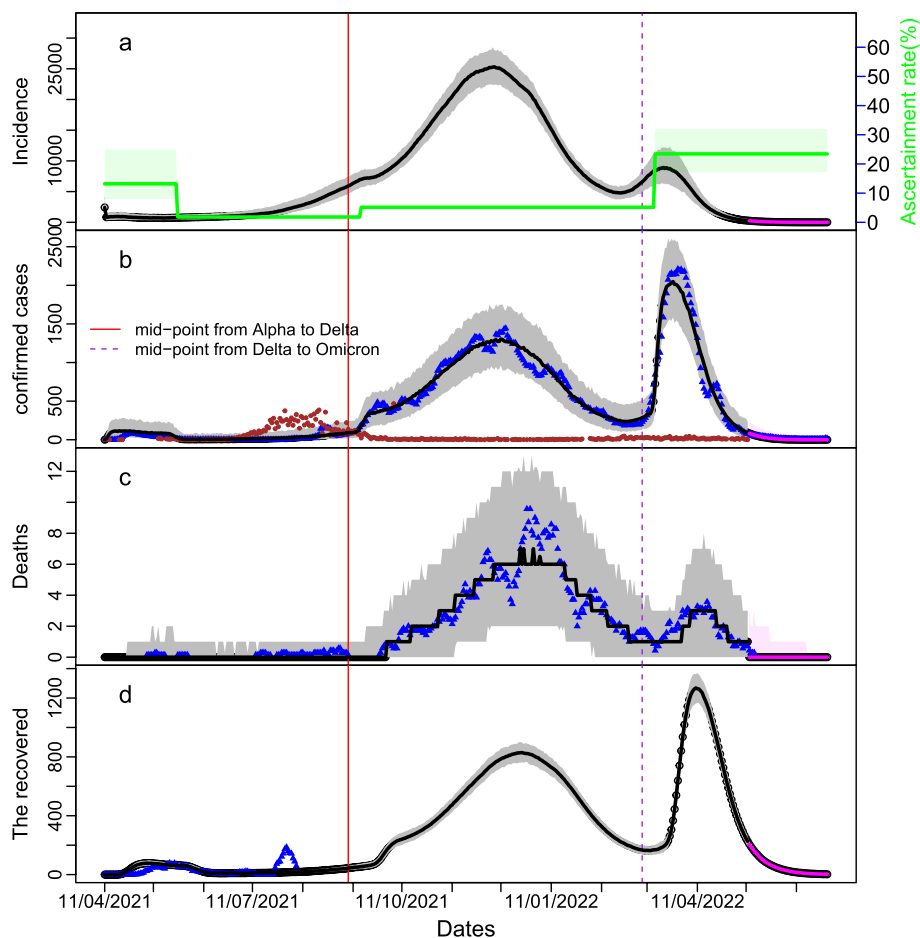 a
Incidence
10000
25000
0
10
20
30
40
50
60
Ascertainment rate(%)
b
confirmed cases
0
500
1500
2500
0
mid−point from Alpha to Delta
mid−point from Delta to Omicron
c
Deaths
0
2
4
6
8
12
d
The recovered
0
400
800
1200
11/04/2021
11/07/2021
11/10/2021
11/01/2022
11/04/2022
Dates